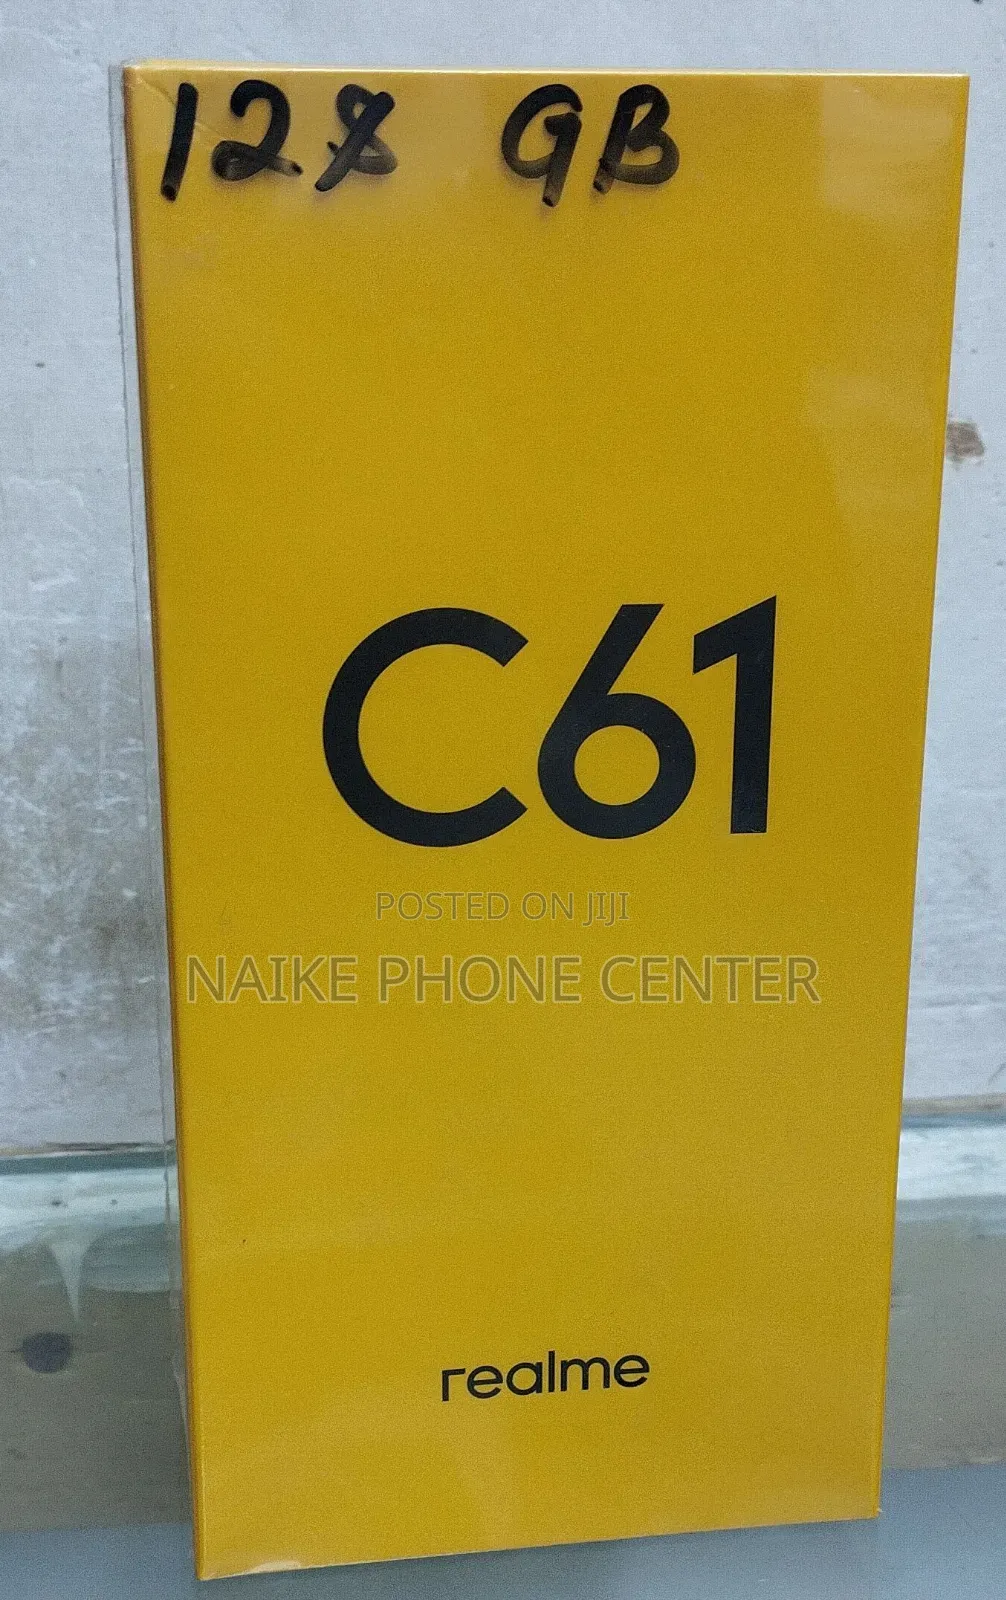 128 GB
C61
POSTED ON JIJI
NAIKE PHONE CENTER
realme